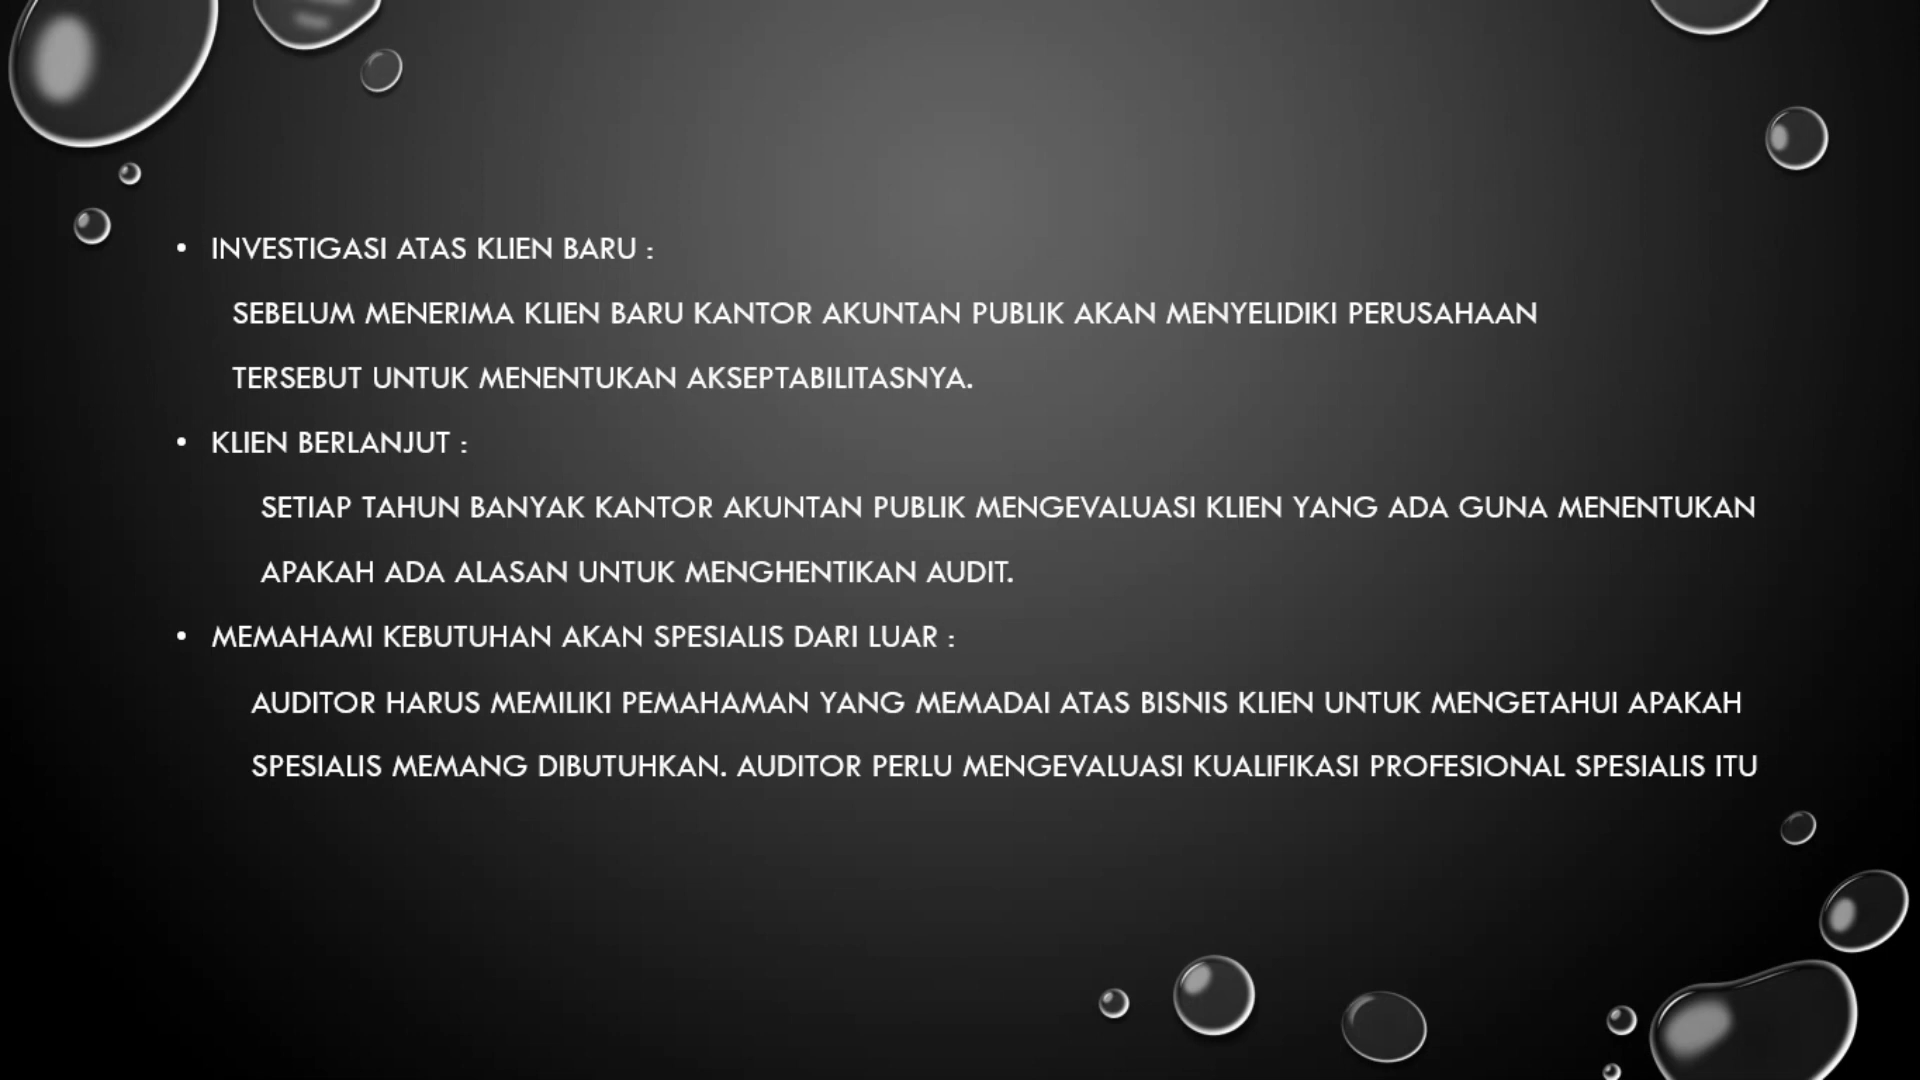 • INVESTIGASI ATAS KLIEN BARU :
SEBELUM MENERIMA KLIEN BARU KANTOR AKUNTAN PUBLIK AKAN MENYELIDIKI PERUSAHAAN
TERSEBUT UNTUK MENENTUKAN AKSEPTABILITASNYA.
• KLIEN BERLANJUT :
SETIAP TAHUN BANYAK KANTOR AKUNTAN PUBLIK MENGEVALUASI KLIEN YANG ADA GUNA MENENTUKAN
APAKAH ADA ALASAN UNTUK MENGHENTIKAN AUDIT.
• MEMAHAMI KEBUTUHAN AKAN SPESIALIS DARI LUAR :
AUDITOR HARUS MEMILIKI PEMAHAMAN YANG MEMADAI ATAS BISNIS KLIEN UNTUK MENGETAHUI APAKAH
SPESIALIS MEMANG DIBUTUHKAN. AUDITOR PERLU MENGEVALUASI KUALIFIKASI PROFESIONAL SPESIALIS ITU